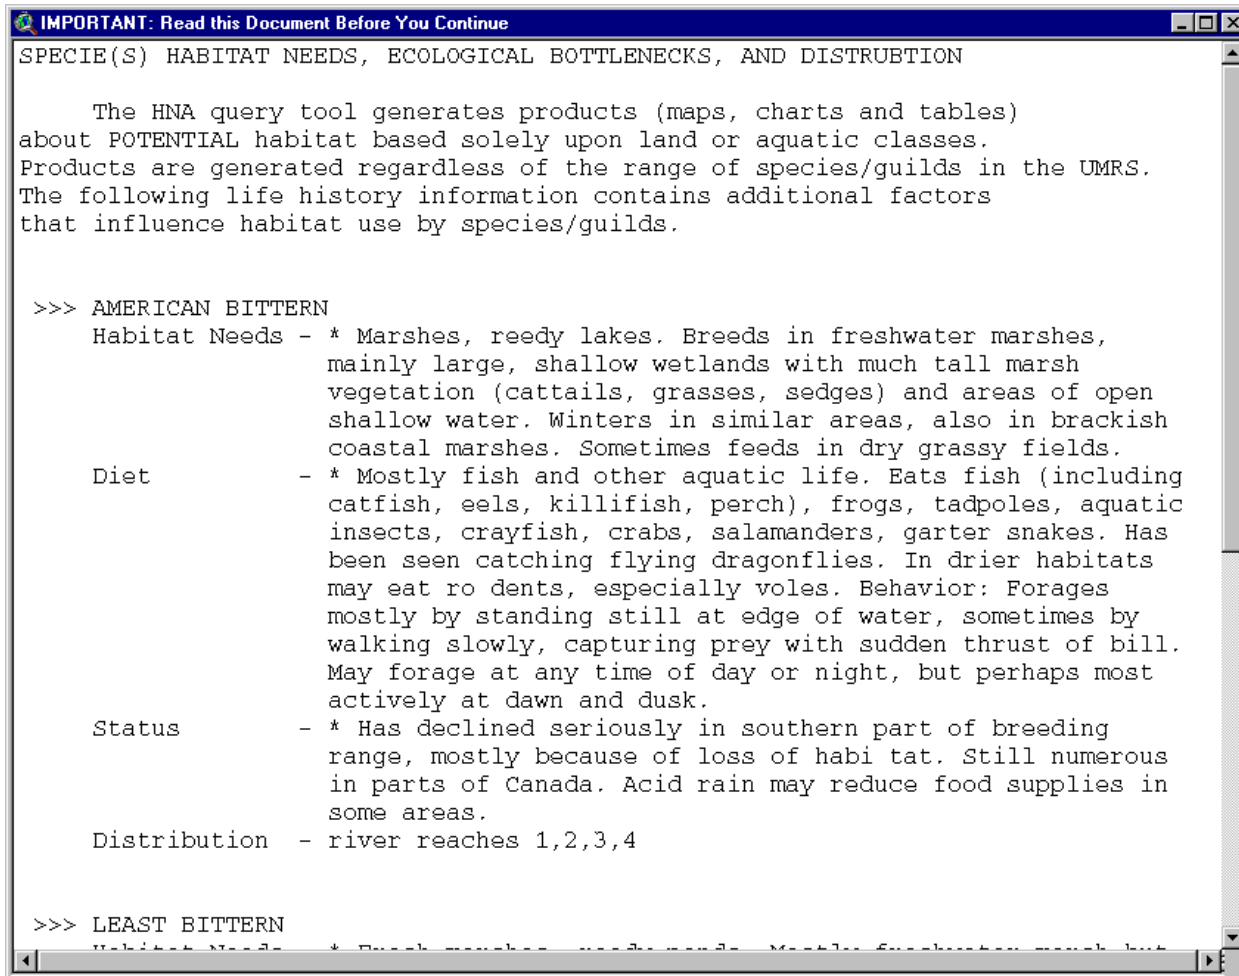 IMPORTANT: Read this Document Before You Continue
SPECIE(S) HABITAT NEEDS, ECOLOGICAL BOTTLENECKS, AND DISTRUBTION
The HNA query tool generates products (maps, charts and tables)
about POTENTIAL habitat based solely upon land or aquatic classes.
Products are generated regardless of the range of species/guilds in the UMRS.
The following life history information contains additional factors
that influence habitat use by species/guilds.
>>> AMERICAN BITTERN
Habitat Needs - * Marshes, reedy lakes. Breeds in freshwater marshes,
mainly large, shallow wetlands with much tall marsh
vegetation (cattails, grasses, sedges) and areas of open
shallow water. Winters in similar areas, also in brackish
coastal marshes. Sometimes feeds in dry grassy fields.
Diet - * Mostly fish and other aquatic life. Eats fish (including
catfish, eels, killifish, perch), frogs, tadpoles, aquatic
insects, crayfish, crabs, salamanders, garter snakes. Has
been seen catching flying dragonflies. In drier habitats
may eat ro dents, especially voles. Behavior: Forages
mostly by standing still at edge of water, sometimes by
walking slowly, capturing prey with sudden thrust of bill.
May forage at any time of day or night, but perhaps most
actively at dawn and dusk.
Status - * Has declined seriously in southern part of breeding
range, mostly because of loss of habi tat. Still numerous
in parts of Canada. Acid rain may reduce food supplies in
some areas.
Distribution - river reaches 1,2,3,4
>>> LEAST BITTERN
Habitat Needs - * Fresh marshes, reedy ponds. Mostly freshwater marsh but